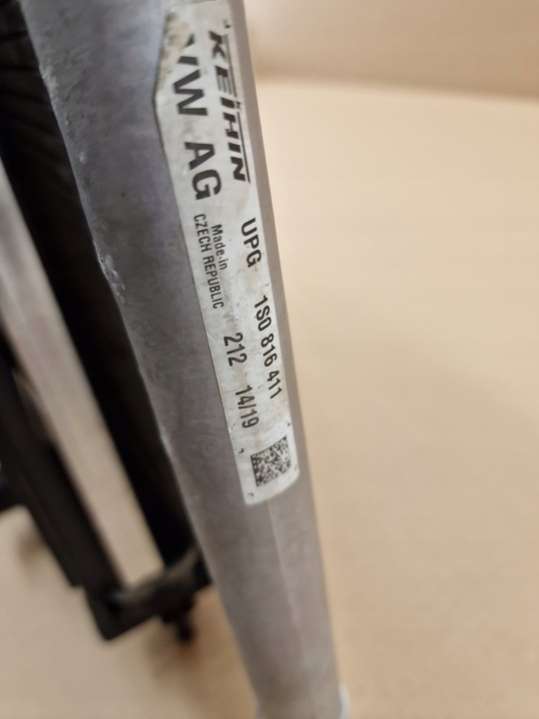 KEIHIN
VW AG
UPG 1S0 816 411
Made in
CZECH REPUBLIC
212 14/19